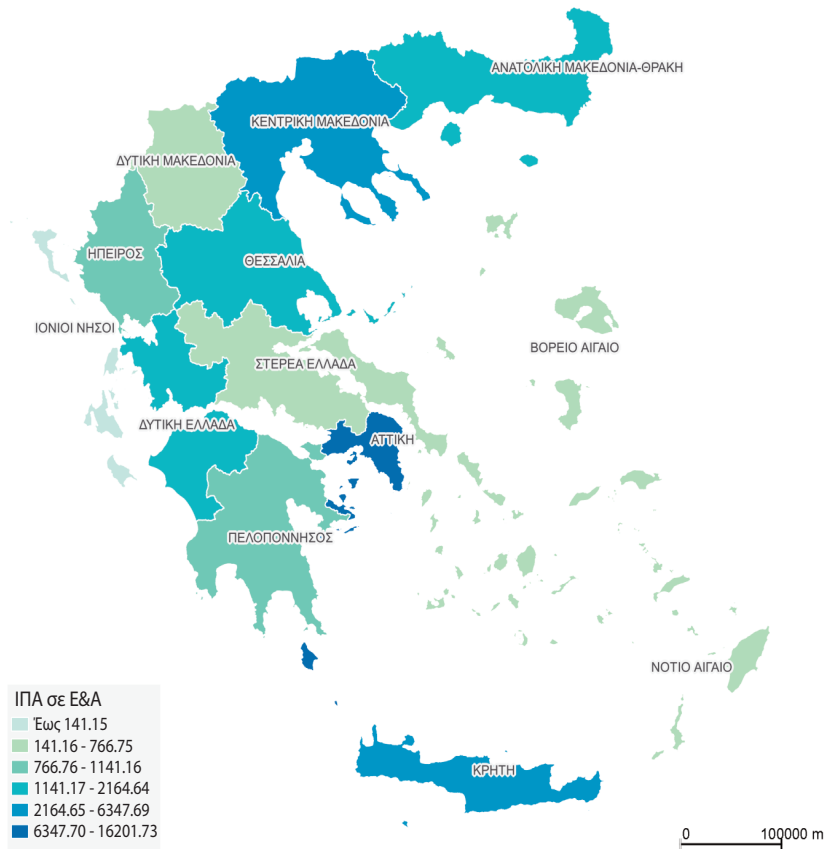 ΑΝΑΤΟΛΙΚΗ ΜΑΚΕΔΟΝΙΑ-ΘΡΑΚΗ
ΚΕΝΤΡΙΚΗ ΜΑΚΕΔΟΝΙΑ
ΔΥΤΙΚΗ ΜΑΚΕΔΟΝΙΑ
ΗΠΕΙΡΟΣ
ΘΕΣΣΑΛΙΑ
ΙΟΝΙΟΙ ΝΗΣΟΙ
ΒΟΡΕΙΟ ΑΙΓΑΙΟ
ΣΤΕΡΕΑ ΕΛΛΑΔΑ
ΔΥΤΙΚΗ ΕΛΛΑΔΑ
ΑΤΤΙΚΗ
ΠΕΛΟΠΟΝΝΗΣΟΣ
ΝΟΤΙΟ ΑΙΓΑΙΟ
ΚΡΗΤΗ
ΙΠΑ σε Ε&Α
Έως 141.15
141.16 - 766.75
766.76 - 1141.16
1141.17 - 2164.64
2164.65 - 6347.69
6347.70 - 16201.73
0 100000 m